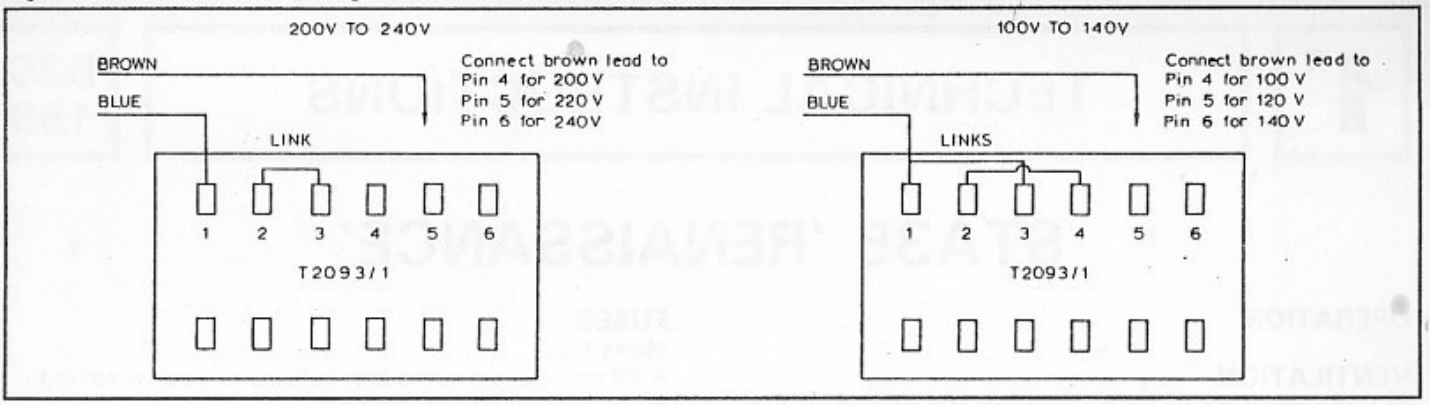 200V TO 240V
BROWN
BLUE
Connect brown lead to
Pin 4 for 200 V
Pin 5 for 220 V
Pin 6 for 240V
LINK
1 2 3 4 5 6
T2093/1
100V TO 140V
BROWN
BLUE
Connect brown lead to
Pin 4 for 100 V
Pin 5 for 120 V
Pin 6 for 140V
LINKS
1 2 3 4 5 6
T2093/1
TECHNICAL
STA35 'RENAISSANCE'
OPERATION
VENTILATION
FUSES